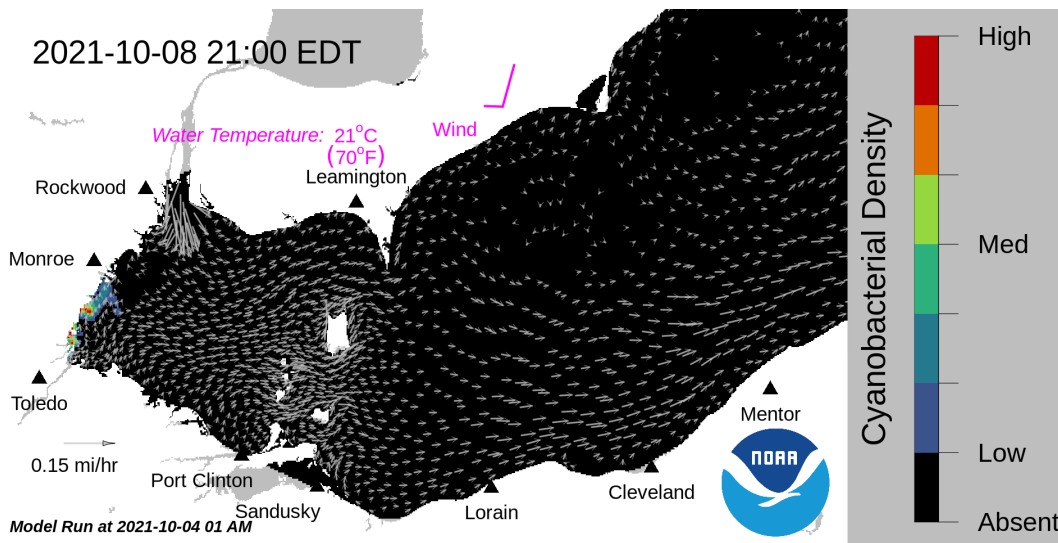 2021-10-08 21:00 EDT
High
Wind
Water Temperature: 21°C
(70°F)
Leamington
Rockwood
Cyanobacterial Density
Monroe
Med
Toledo
Mentor
0.15 mi/hr
NOAA
Low
Port Clinton
Cleveland
Sandusky
Lorain
Absent
Model Run at 2021-10-04 01 AM